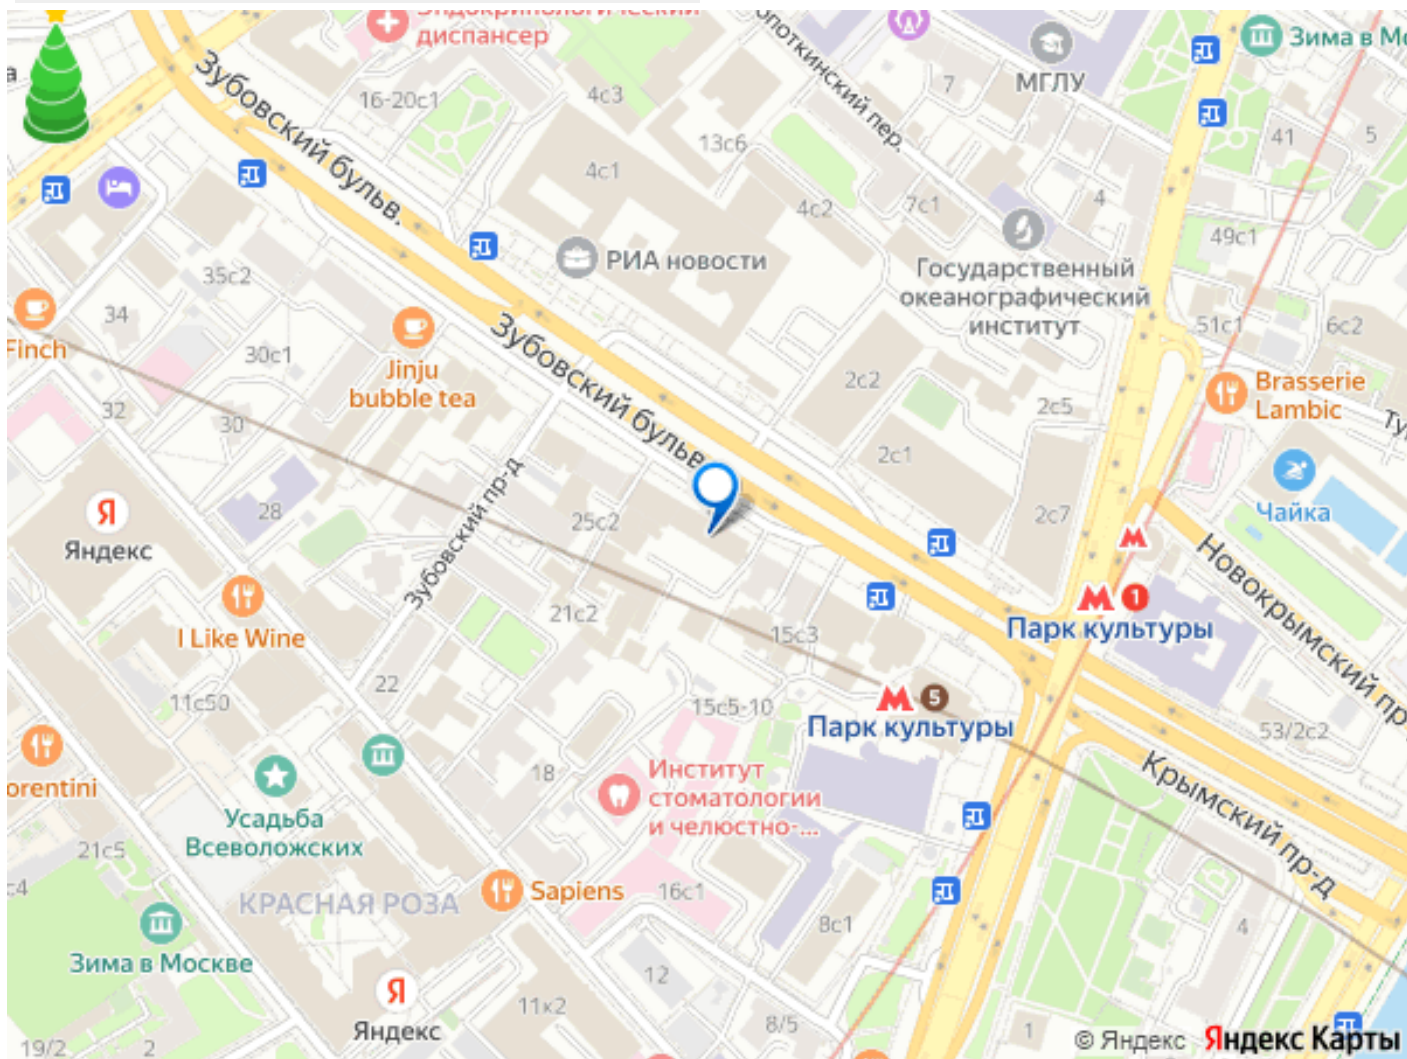 Эндокринологический
диспансер
Зубовский бульв.
16-20с1
4с3
13с6
4с1
4с2
МГЛУ
7
7с1
4
Зима в Мо
41
5
49с1
Государственный
океанографический
институт
51с1
6с2
РИА новости
35с2
34
Finch
30с1
Jinju
bubble tea
Зубовский бульв.
2с2
2с5
2с1
2с7
Brasserie
Lambic
Чайка
32
30
28
Я
Яндекс
Зубовский пр-д
25с2
21с2
15с3
I Like Wine
1
Парк культуры
Новокрымский пр
5
Парк культуры
53/2с2
Крымский пр-д
11с50
22
15с5-10
18
Институт
стоматологии
и челюстно-...
orentini
Усадьба
Всеволожских
21с5
с4
КРАСНАЯ РОЗА
Sapiens
16с1
8с1
4
Зима в Москве
12
Я
Яндекс
11к2
8/5
1
19/2
2
© Яндекс Яндекс Карты